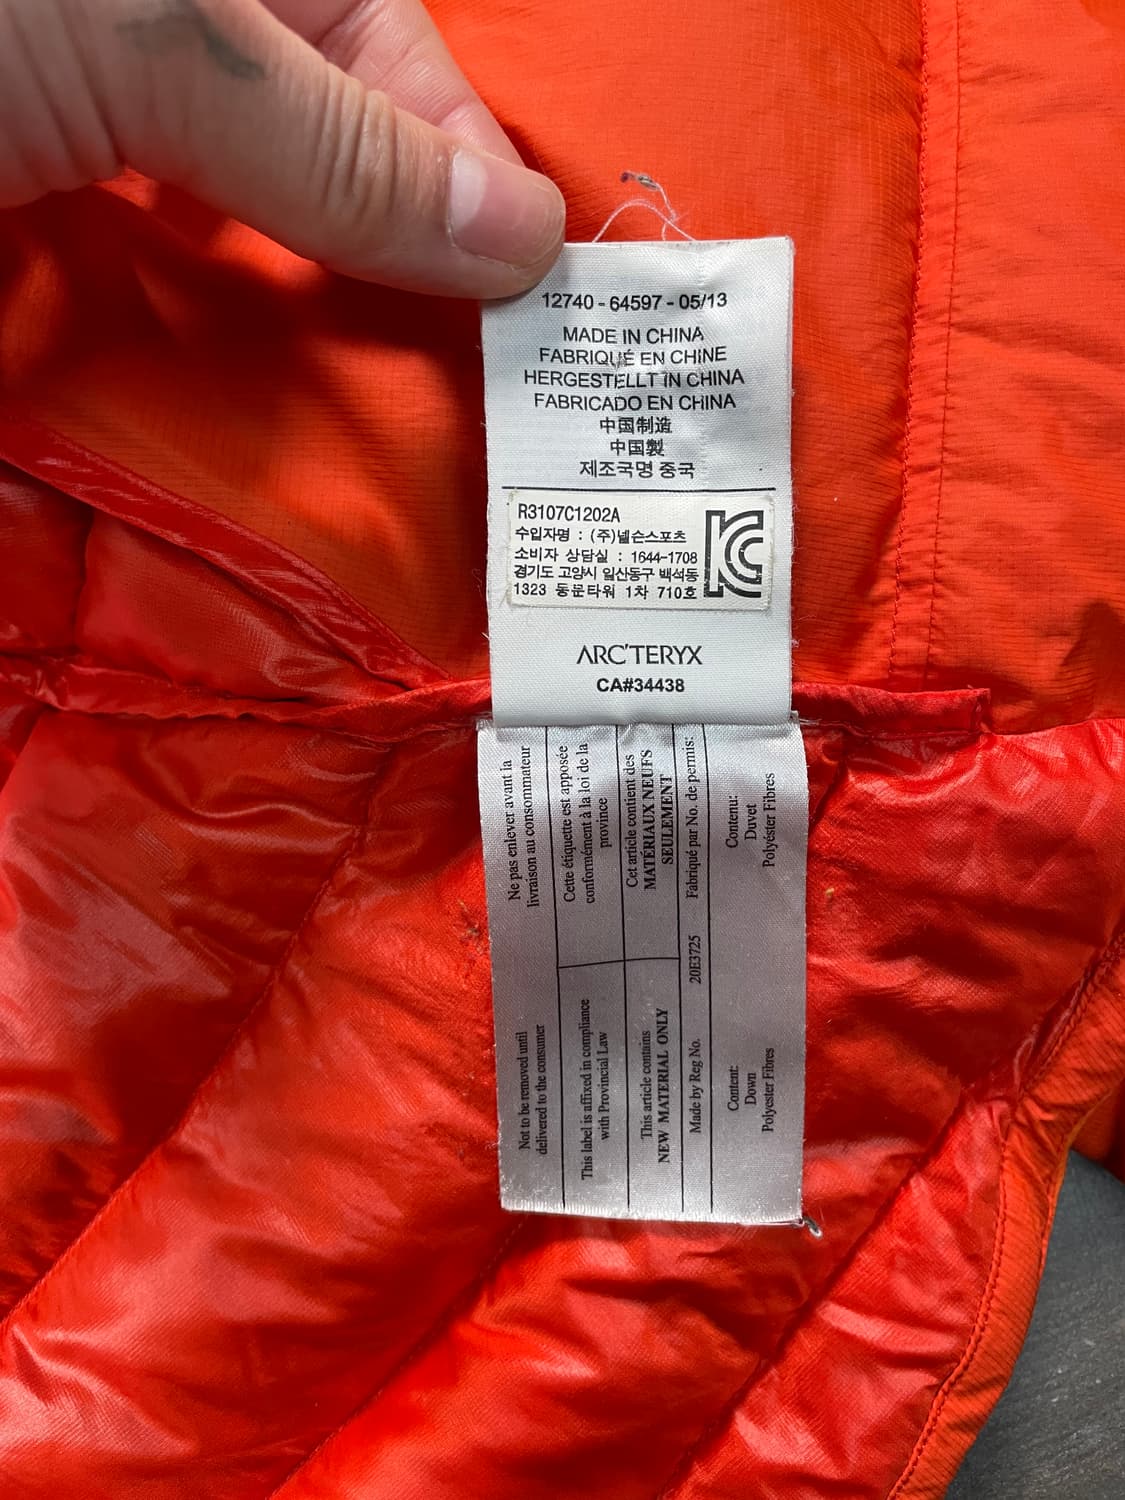 12740 - 64597 - 05/13
MADE IN CHINA
FABRIQUÉ EN CHINE
HERGESTELLT IN CHINA
FABRICADO EN CHINA
中国制造
中国製
제조국명 중국
R3107C1202A
수입자명 : (주)넬슨스포츠
소비자 상담실 : 1644-1708
경기도 고양시 일산동구 백석동
1323 동문타워 1차 710호
ARC'TERYX
CA#34438
Ne pas enlever avant la
livraison au consommateur
Not to be removed until
delivered to the consumer
Cette étiquette est apposée
conformément à la loi de la
province
This label is affixed in compliance
with Provincial Law
Cet article contient des
MATÉRIAUX NEUFS
SEULEMENT
This article contains
NEW MATERIAL ONLY
Made by Reg No. 20E3725 Fabriqué par No. de permis:
Contenu:
Duvet
Polyéster Fibres
Content:
Down
Polyester Fibres